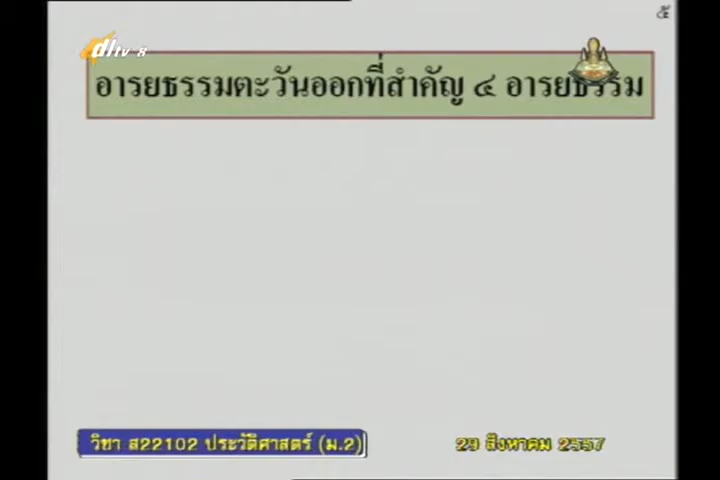 ๕
dltv 8
อารยธรรมตะวันออกที่สำคัญ ๔ อารยธรรม
วิชา ส22102 ประวัติศาสตร์ (ม.2)
29 สิงหาคม 2557